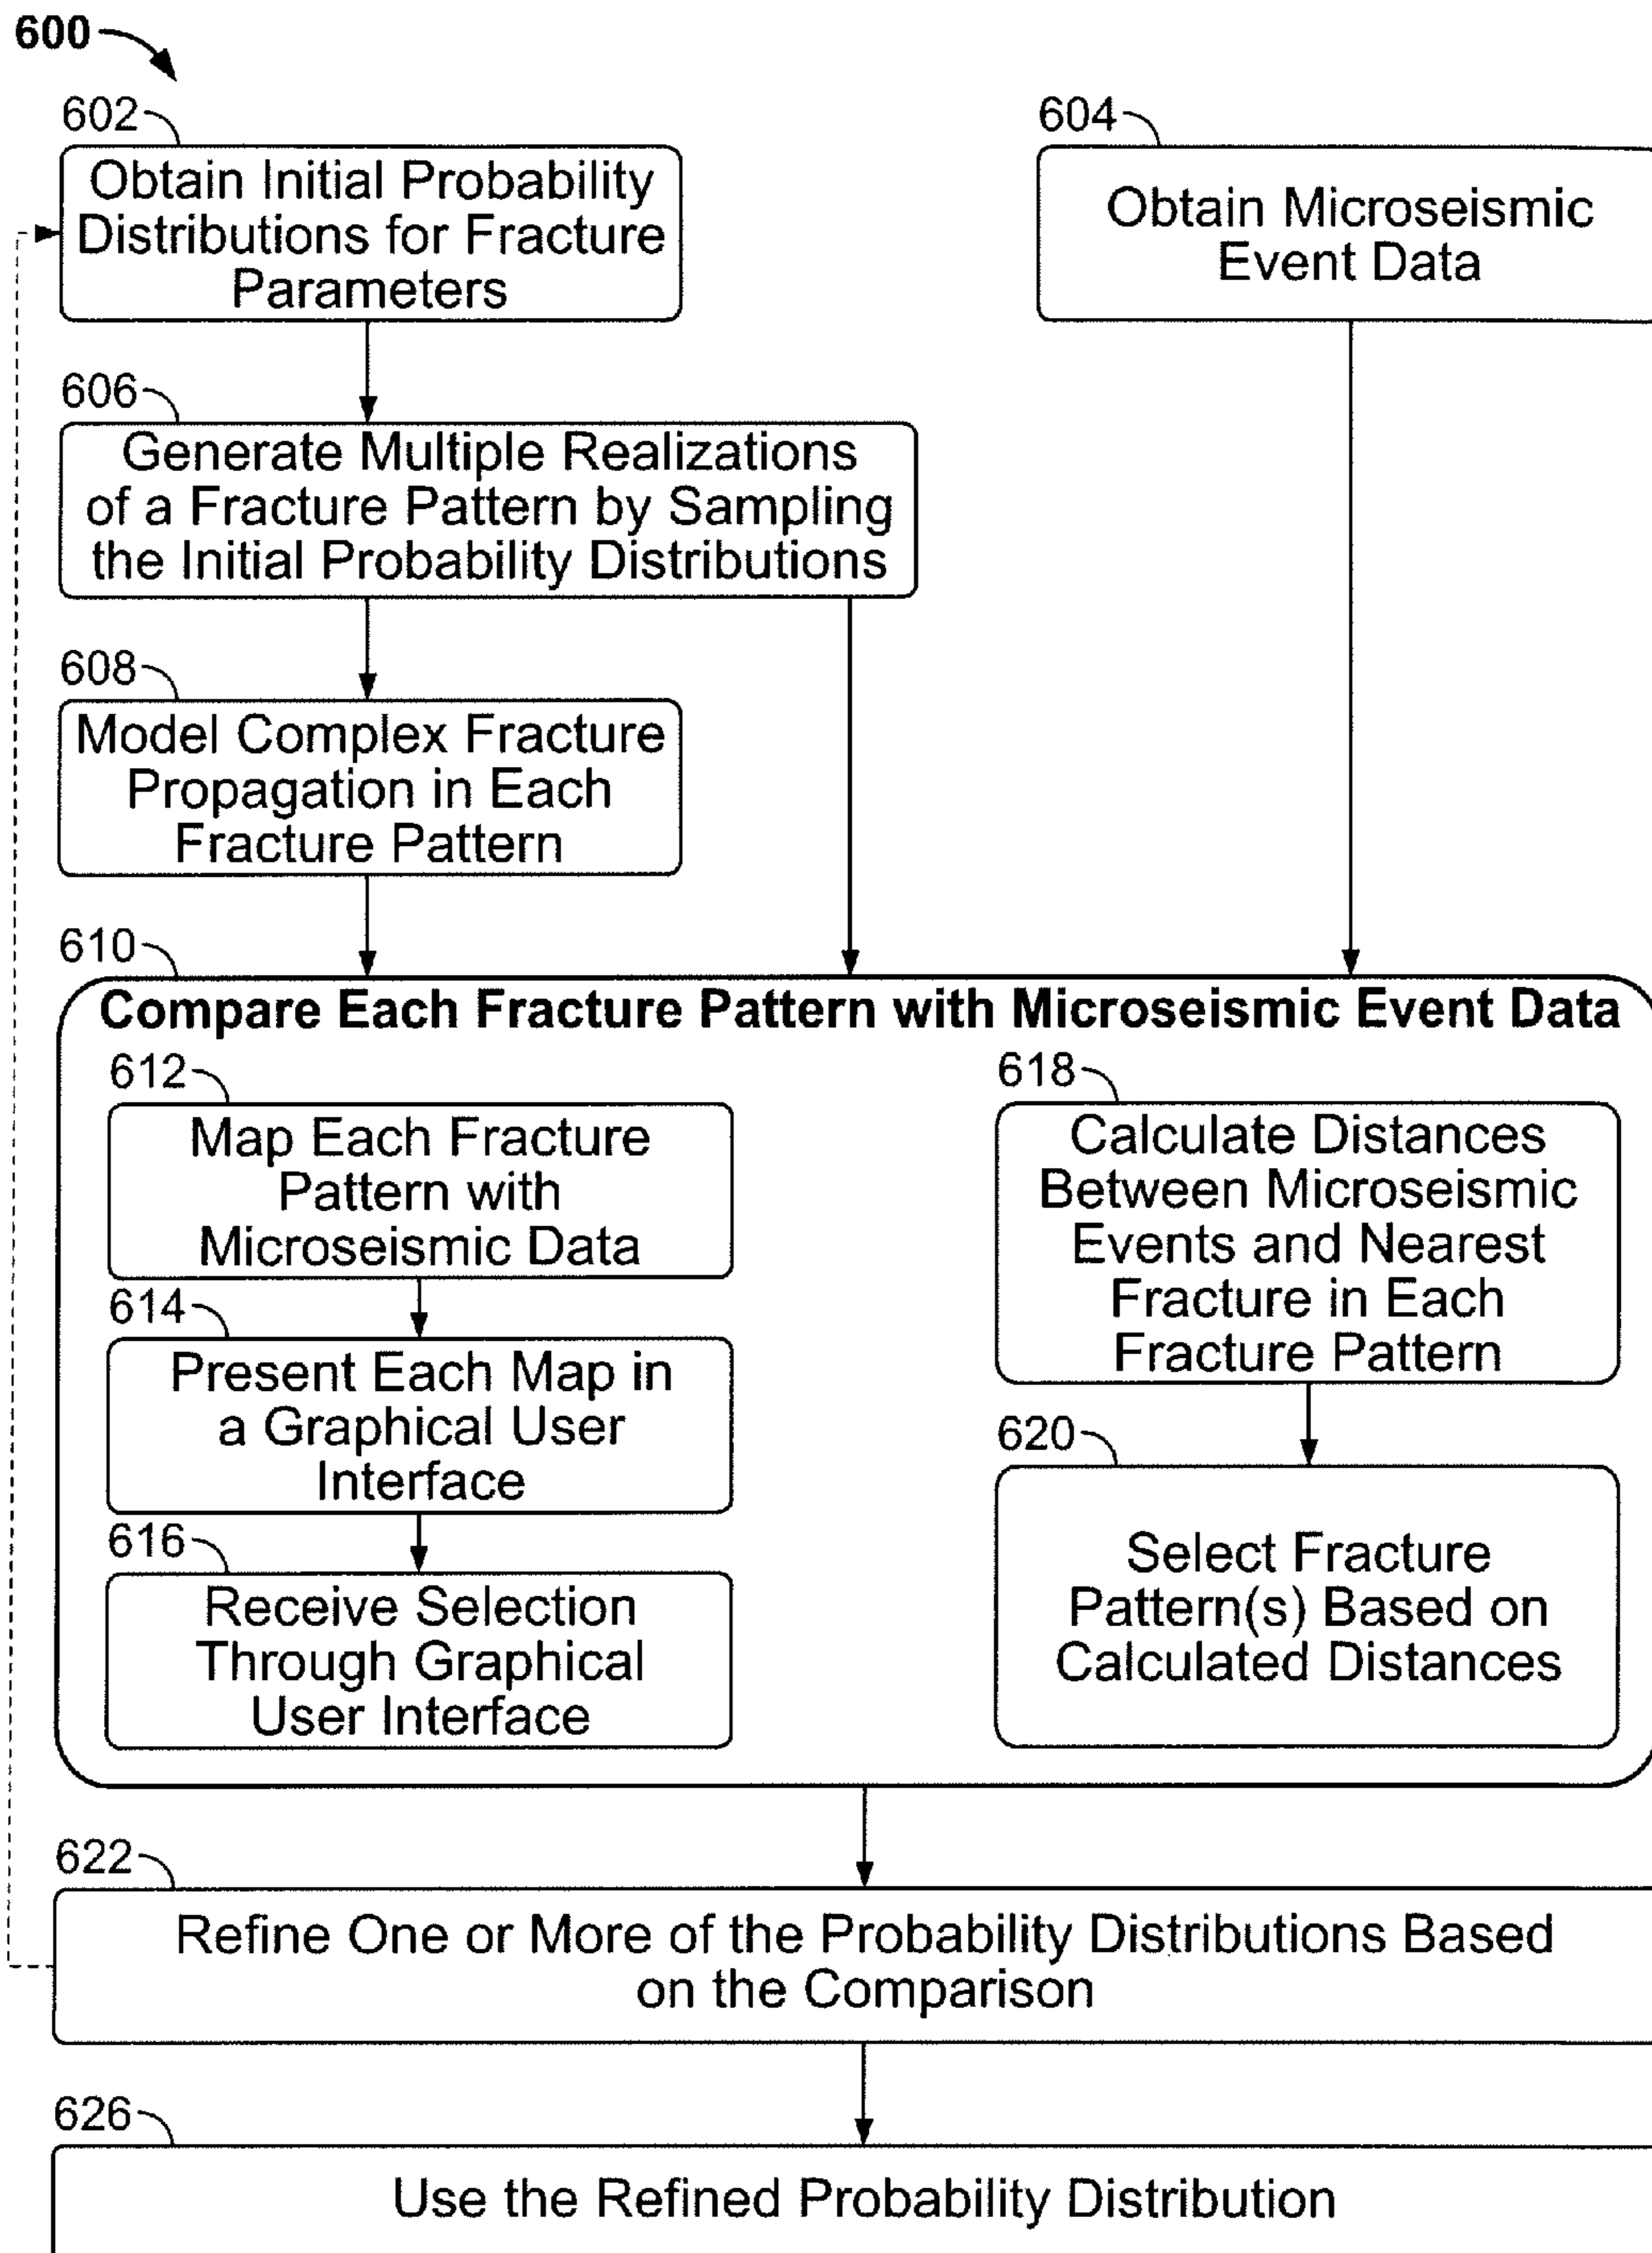 600
602
Obtain Initial Probability
Distributions for Fracture
Parameters
604
Obtain Microseismic
Event Data
606
Generate Multiple Realizations
of a Fracture Pattern by Sampling
the Initial Probability Distributions
608
Model Complex Fracture
Propagation in Each
Fracture Pattern
610
Compare Each Fracture Pattern with Microseismic Event Data
612
Map Each Fracture
Pattern with
Microseismic Data
614
Present Each Map in
a Graphical User
Interface
616
Receive Selection
Through Graphical
User Interface
618
Calculate Distances
Between Microseismic
Events and Nearest
Fracture in Each
Fracture Pattern
620
Select Fracture
Pattern(s) Based on
Calculated Distances
622
Refine One or More of the Probability Distributions Based
on the Comparison
626
Use the Refined Probability Distribution